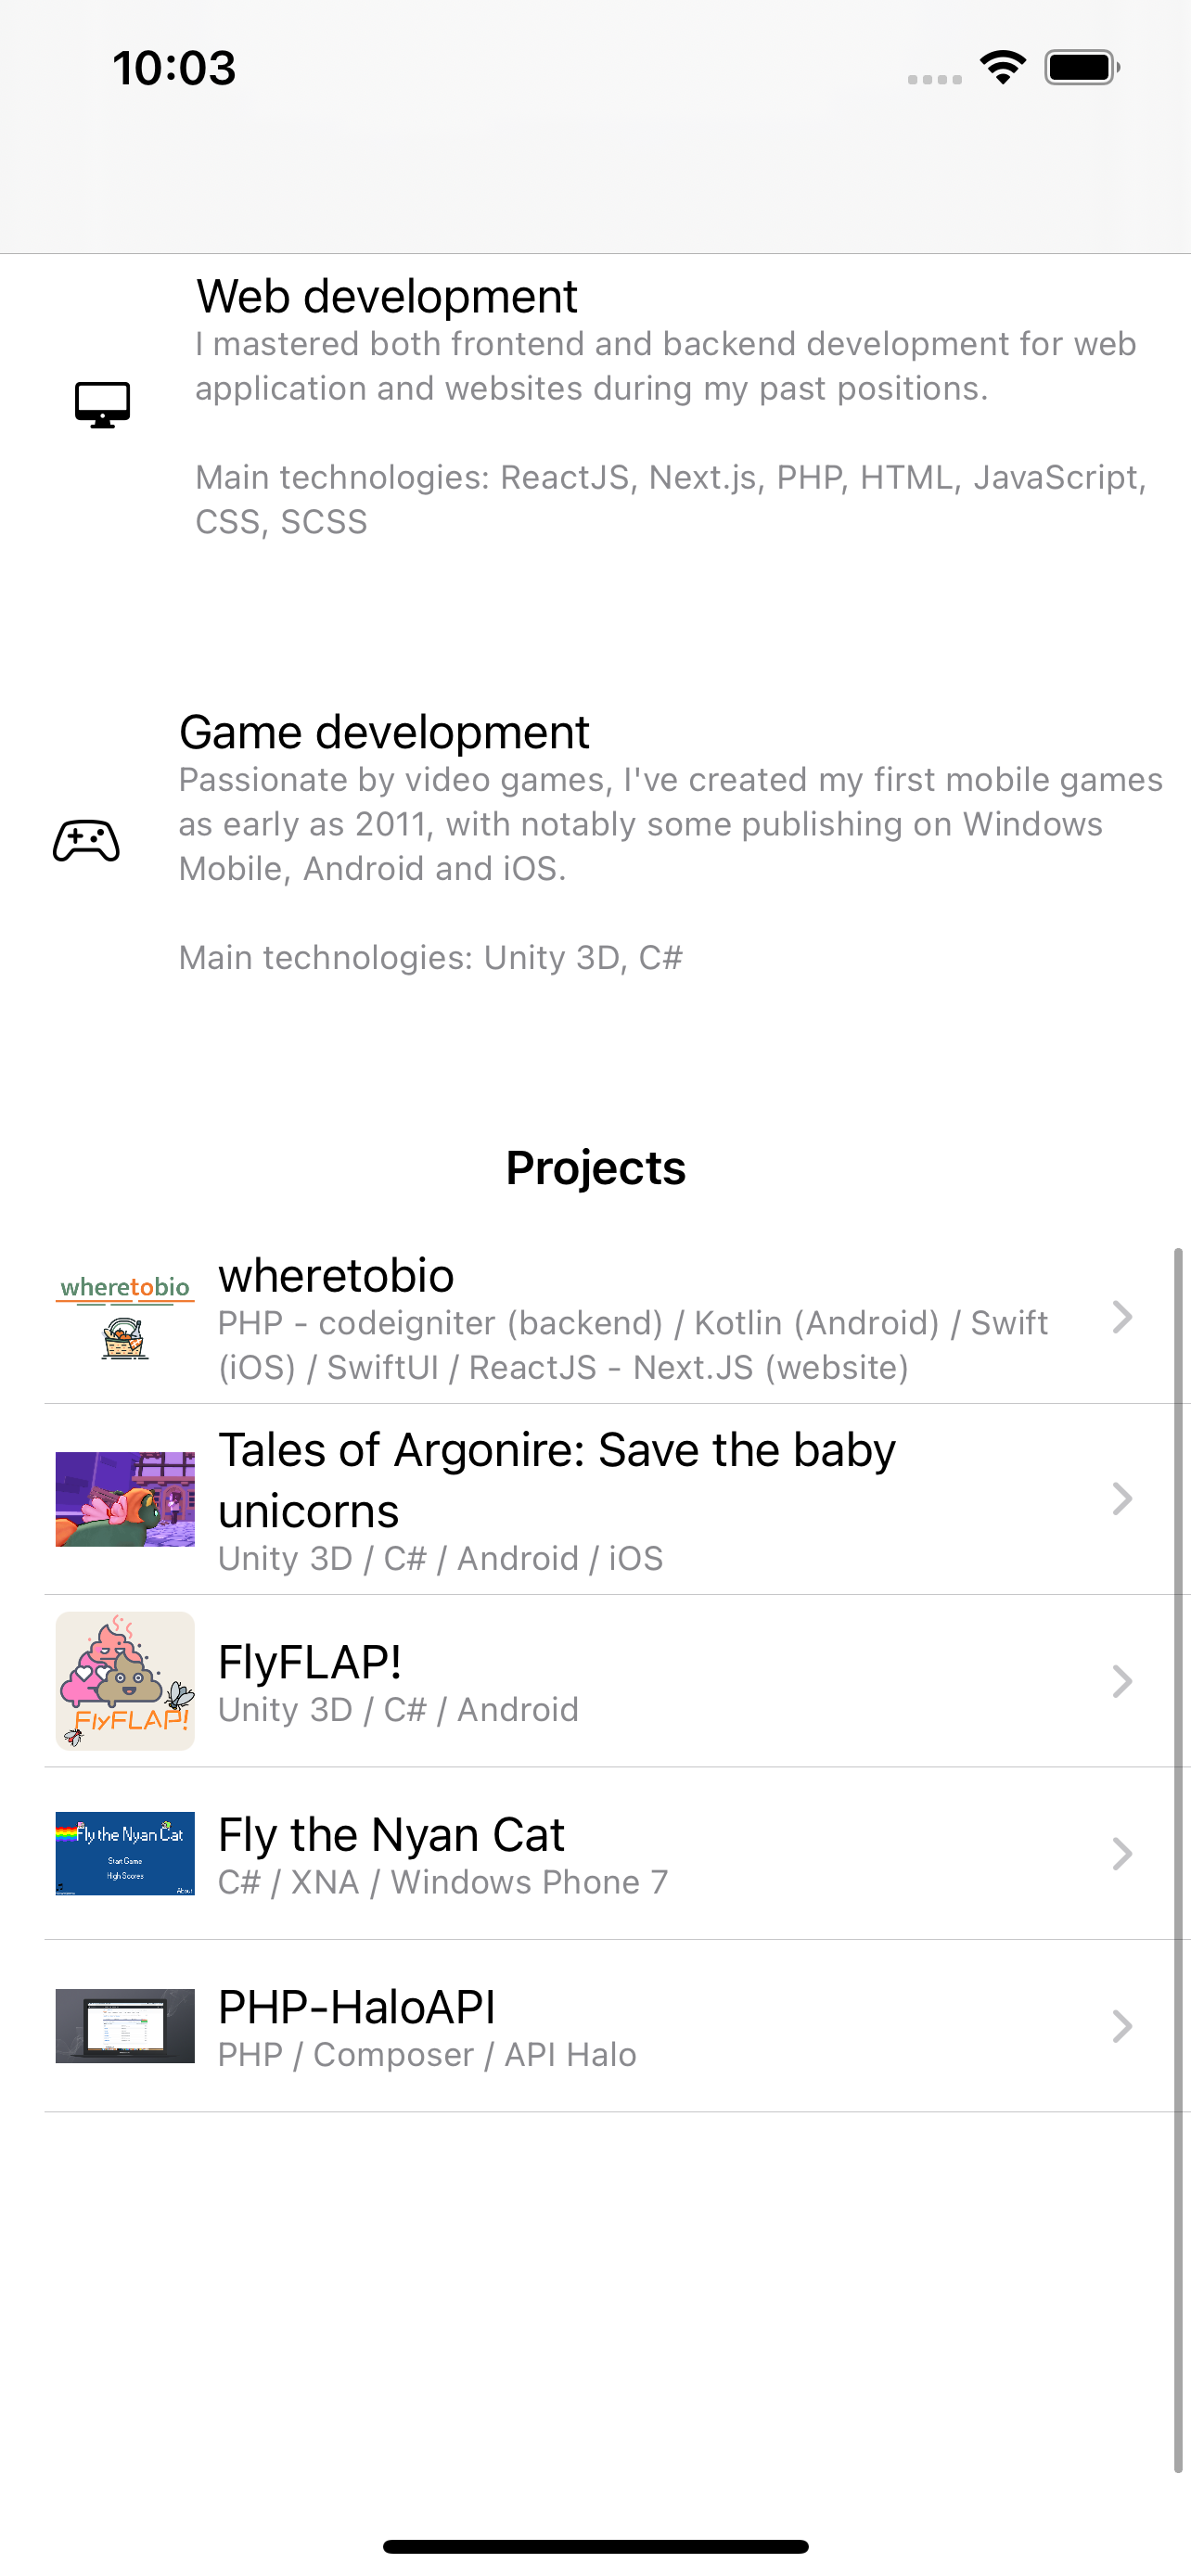 10:03
Web development
I mastered both frontend and backend development for web
application and websites during my past positions.
Main technologies: ReactJS, Next.js, PHP, HTML, JavaScript,
CSS, SCSS
Game development
Passionate by video games, I've created my first mobile games
as early as 2011, with notably some publishing on Windows
Mobile, Android and iOS.
Main technologies: Unity 3D, C#
Projects
wheretobio
wheretobio
PHP - codeigniter (backend) / Kotlin (Android) / Swift
(iOS) / SwiftUI / ReactJS - Next.JS (website)
Tales of Argonire: Save the baby
unicorns
Unity 3D / C# / Android / iOS
FlyFLAP!
FlyFLAP!
Unity 3D / C# / Android
Fly the Nyan Cat
Start Game
High Scores
About
Fly the Nyan Cat
C# / XNA / Windows Phone 7
PHP-HaloAPI
PHP / Composer / API Halo